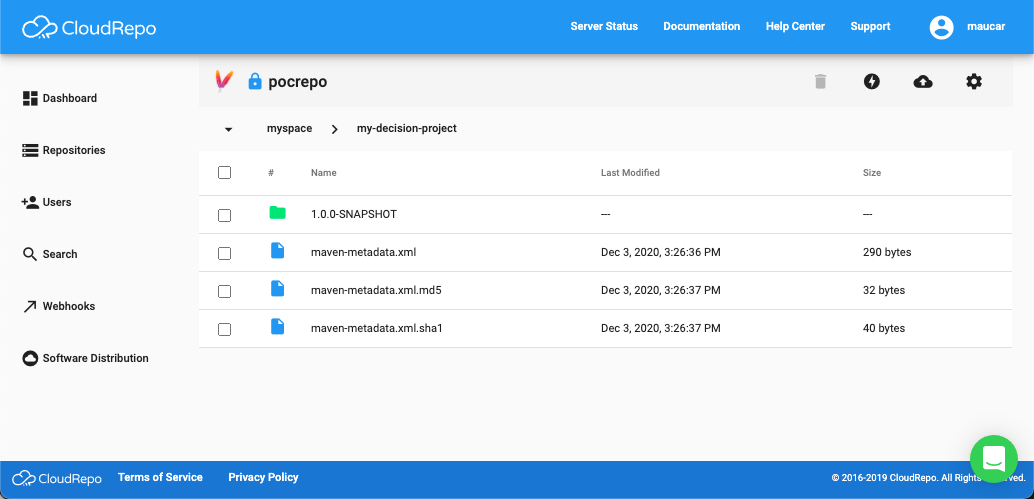 CloudRepo
Server Status Documentation Help Center Support maucar
pocrepo
Dashboard
myspace my-decision-project
Repositories
# Name Last Modified Size
Users
1.0.0-SNAPSHOT --- ---
Search
maven-metadata.xml Dec 3, 2020, 3:26:36 PM 290 bytes
maven-metadata.xml.md5 Dec 3, 2020, 3:26:37 PM 32 bytes
Webhooks
maven-metadata.xml.sha1 Dec 3, 2020, 3:26:37 PM 40 bytes
Software Distribution
CloudRepo Terms of Service Privacy Policy © 2016-2019 CloudRepo. All Rights